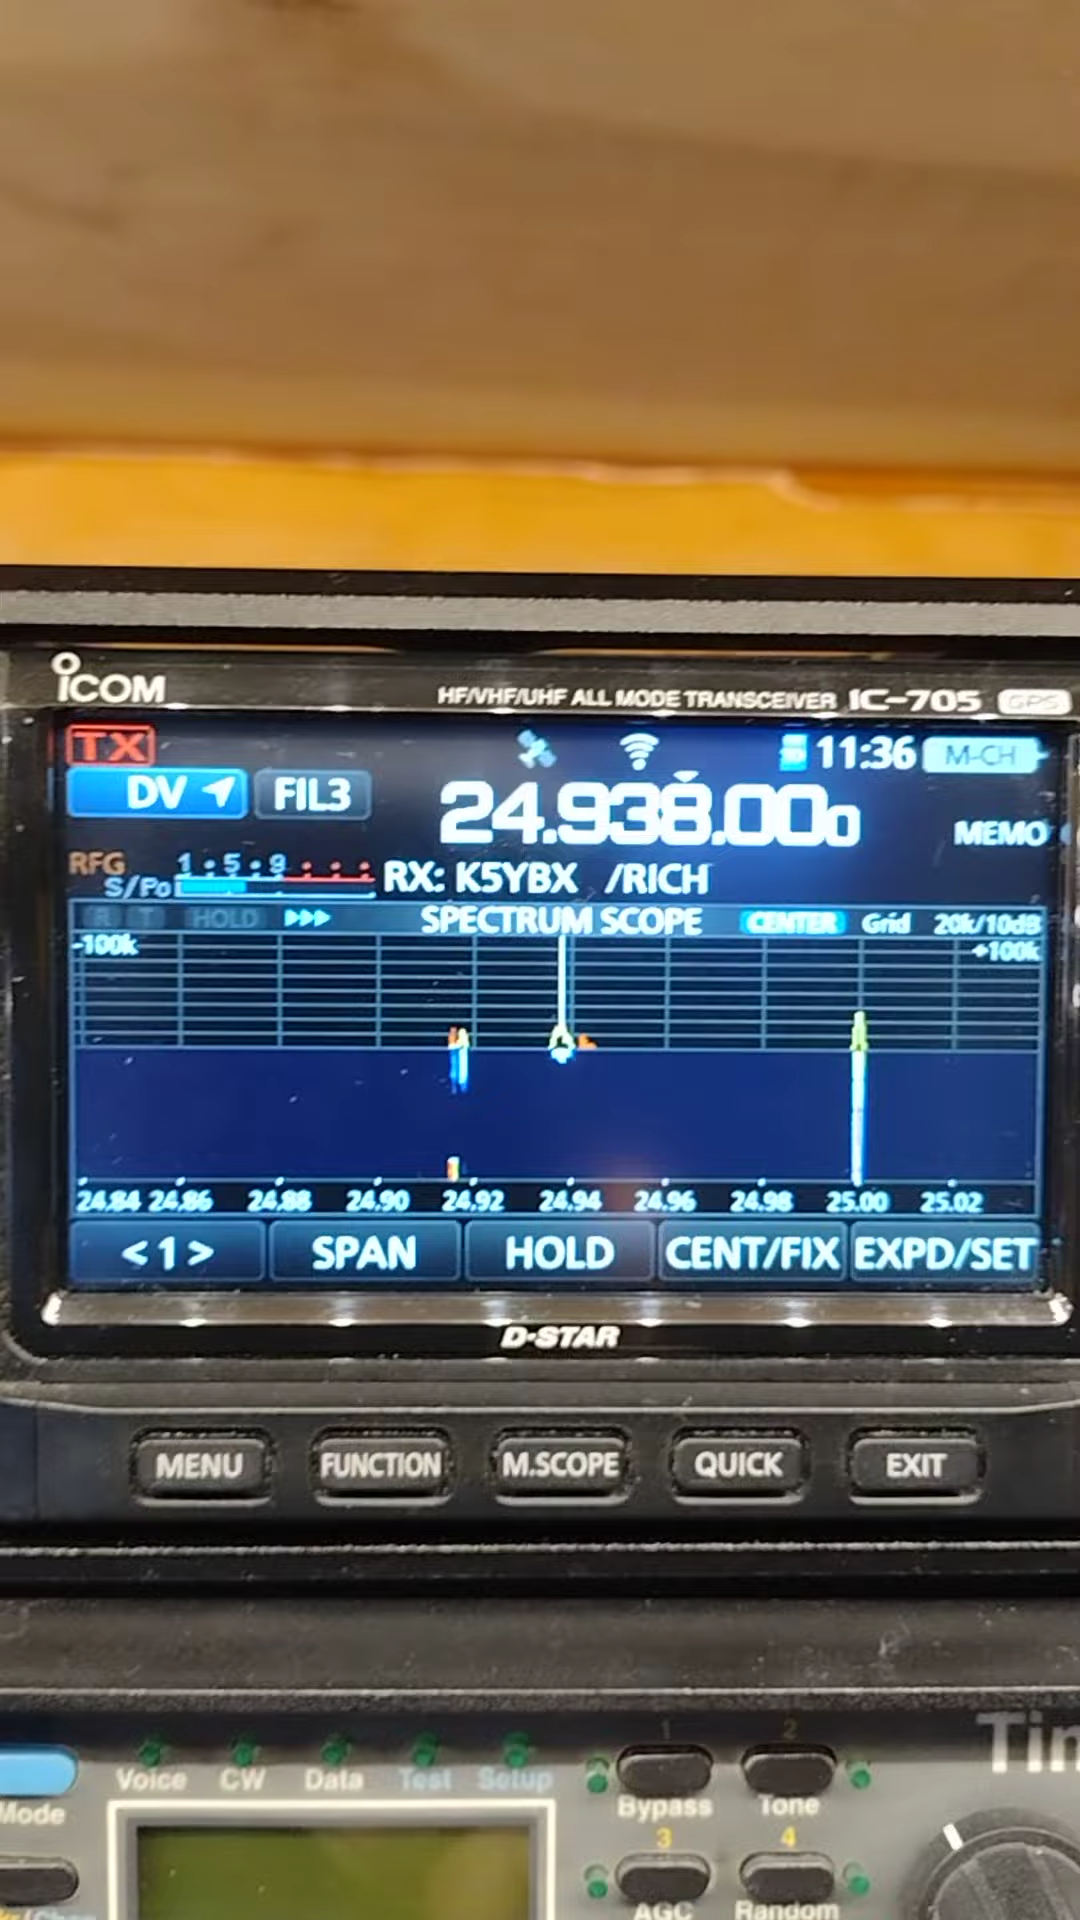 ICOM
HF/VHF/UHF ALL MODE TRANSCEIVER IC-705 GPS
TX 11:36 M-CH
DV FIL3 24.938.000
MEMO
RFG 1 5 9
S/Po RX: K5YBX /RICH
R T HOLD SPECTRUM SCOPE CENTER Grid 20k/10dB
-100k +100k
24.84 24.86 24.88 24.90 24.92 24.94 24.96 24.98 25.00 25.02
<1> SPAN HOLD CENT/FIX EXPD/SET
D-STAR
MENU FUNCTION M.SCOPE QUICK EXIT
1 2
Voice CW Data Test Setup
Mode Bypass Tone
3 4
AGC Random